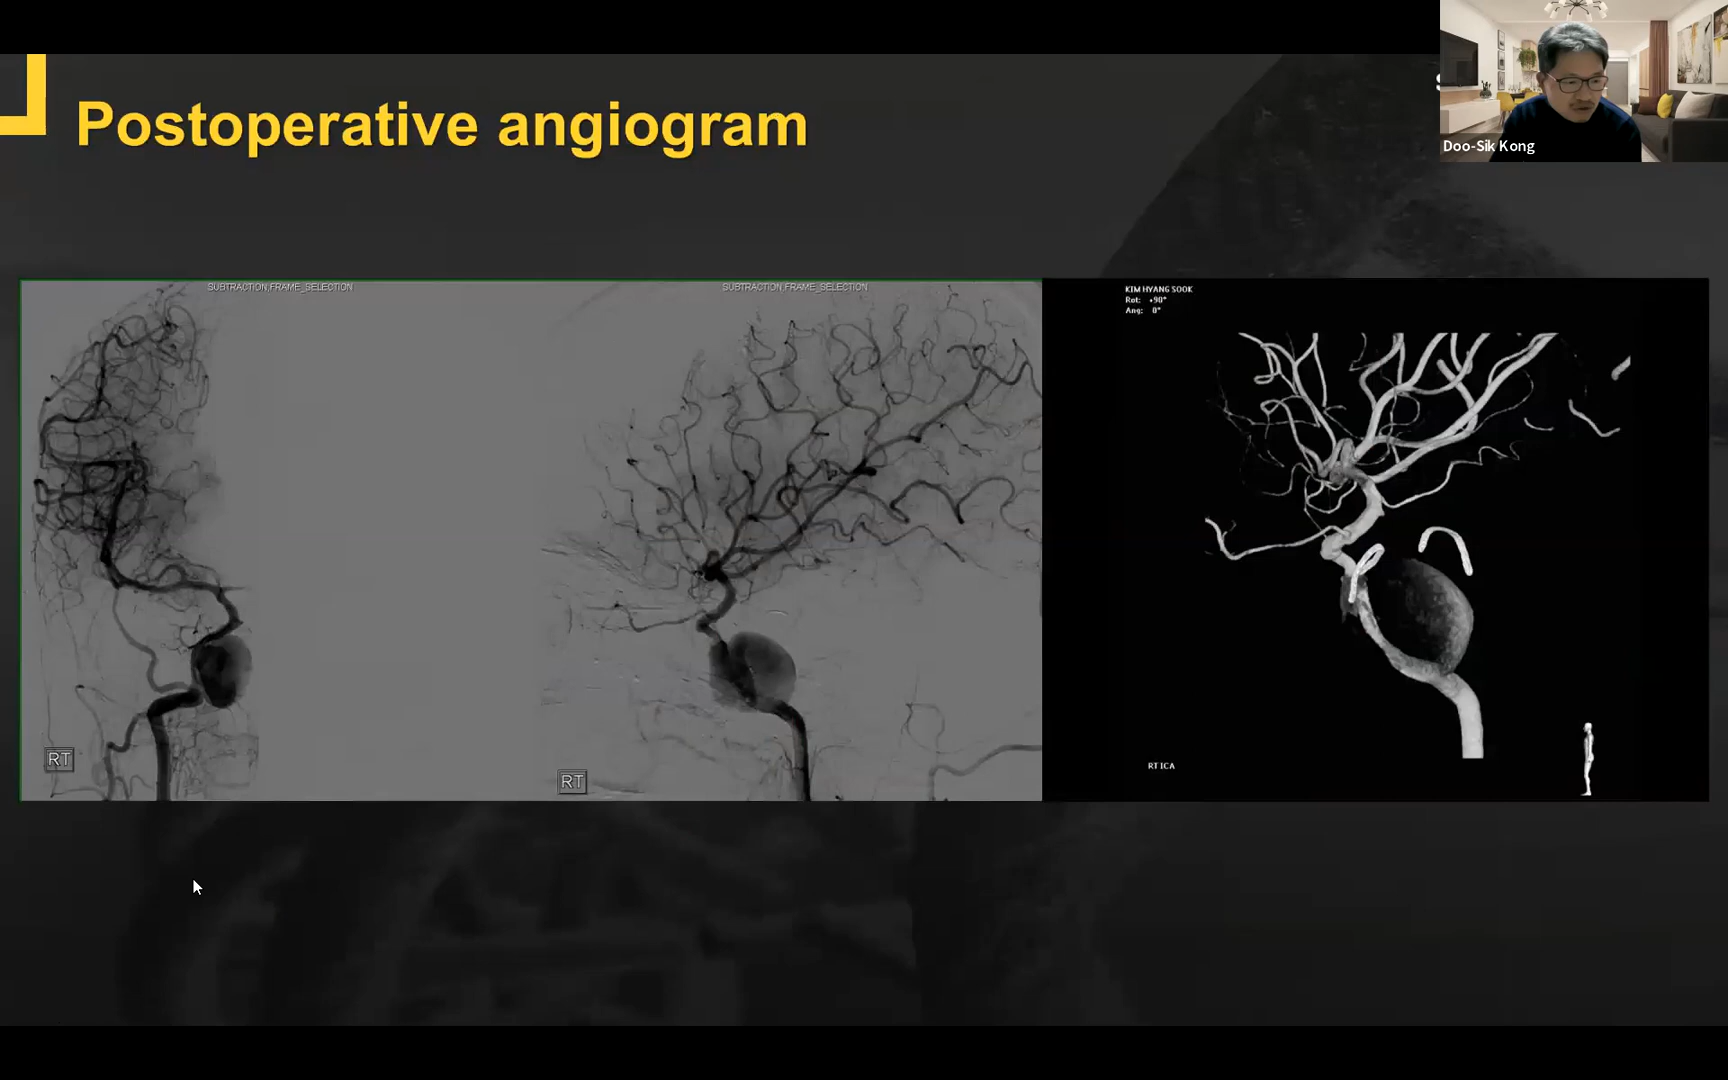 Postoperative angiogram
Doo-Sik Kong
SUBTRACTION,FRAME_SELECTION
SUBTRACTION,FRAME_SELECTION
KIM HYANG SOOK
Rot: +90°
Ang: 0°
RT
RT
RT ICA